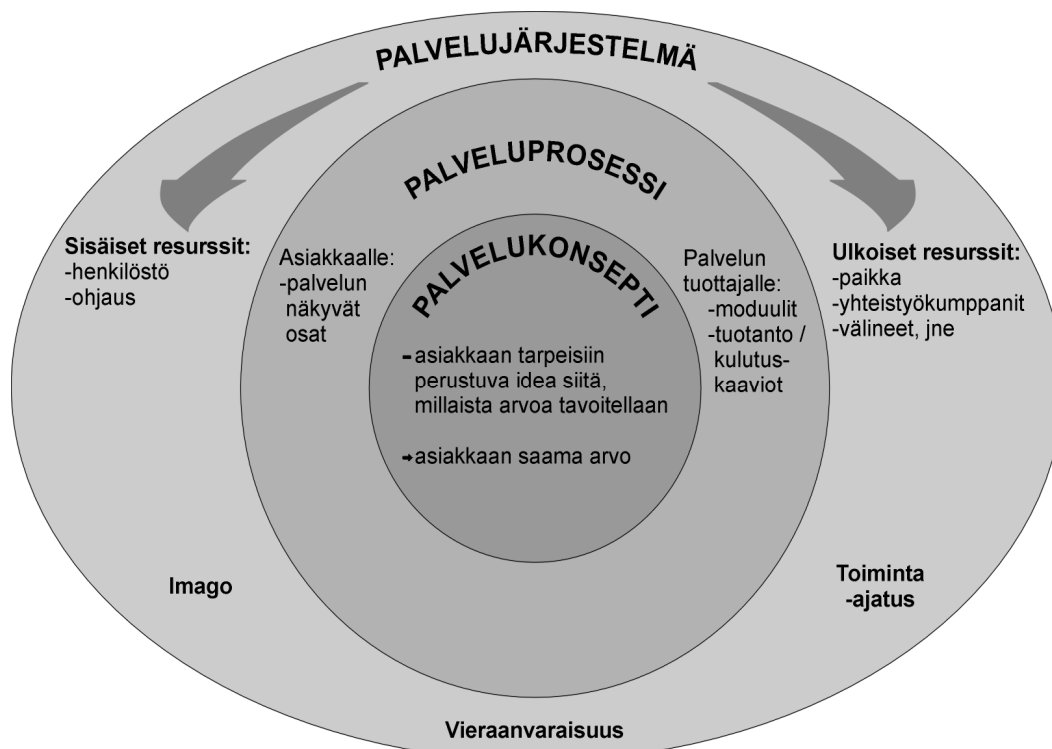 PALVELUJÄRJESTELMÄ
PALVELUPROSESSI
PALVELUKONSEPTI
Sisäiset resurssit:
-henkilöstö
-ohjaus
Asiakkaalle:
-palvelun
näkyvät
osat
Palvelun
tuottajalle:
-moduulit
-tuotanto /
kulutus-
kaaviot
Ulkoiset resurssit:
-paikka
-yhteistyökumppanit
-välineet, jne
-asiakkaan tarpeisiin
perustuva idea siitä,
millaista arvoa tavoitellaan
➞asiakkaan saama arvo
Imago
Toiminta
-ajatus
Vieraanvaraisuus